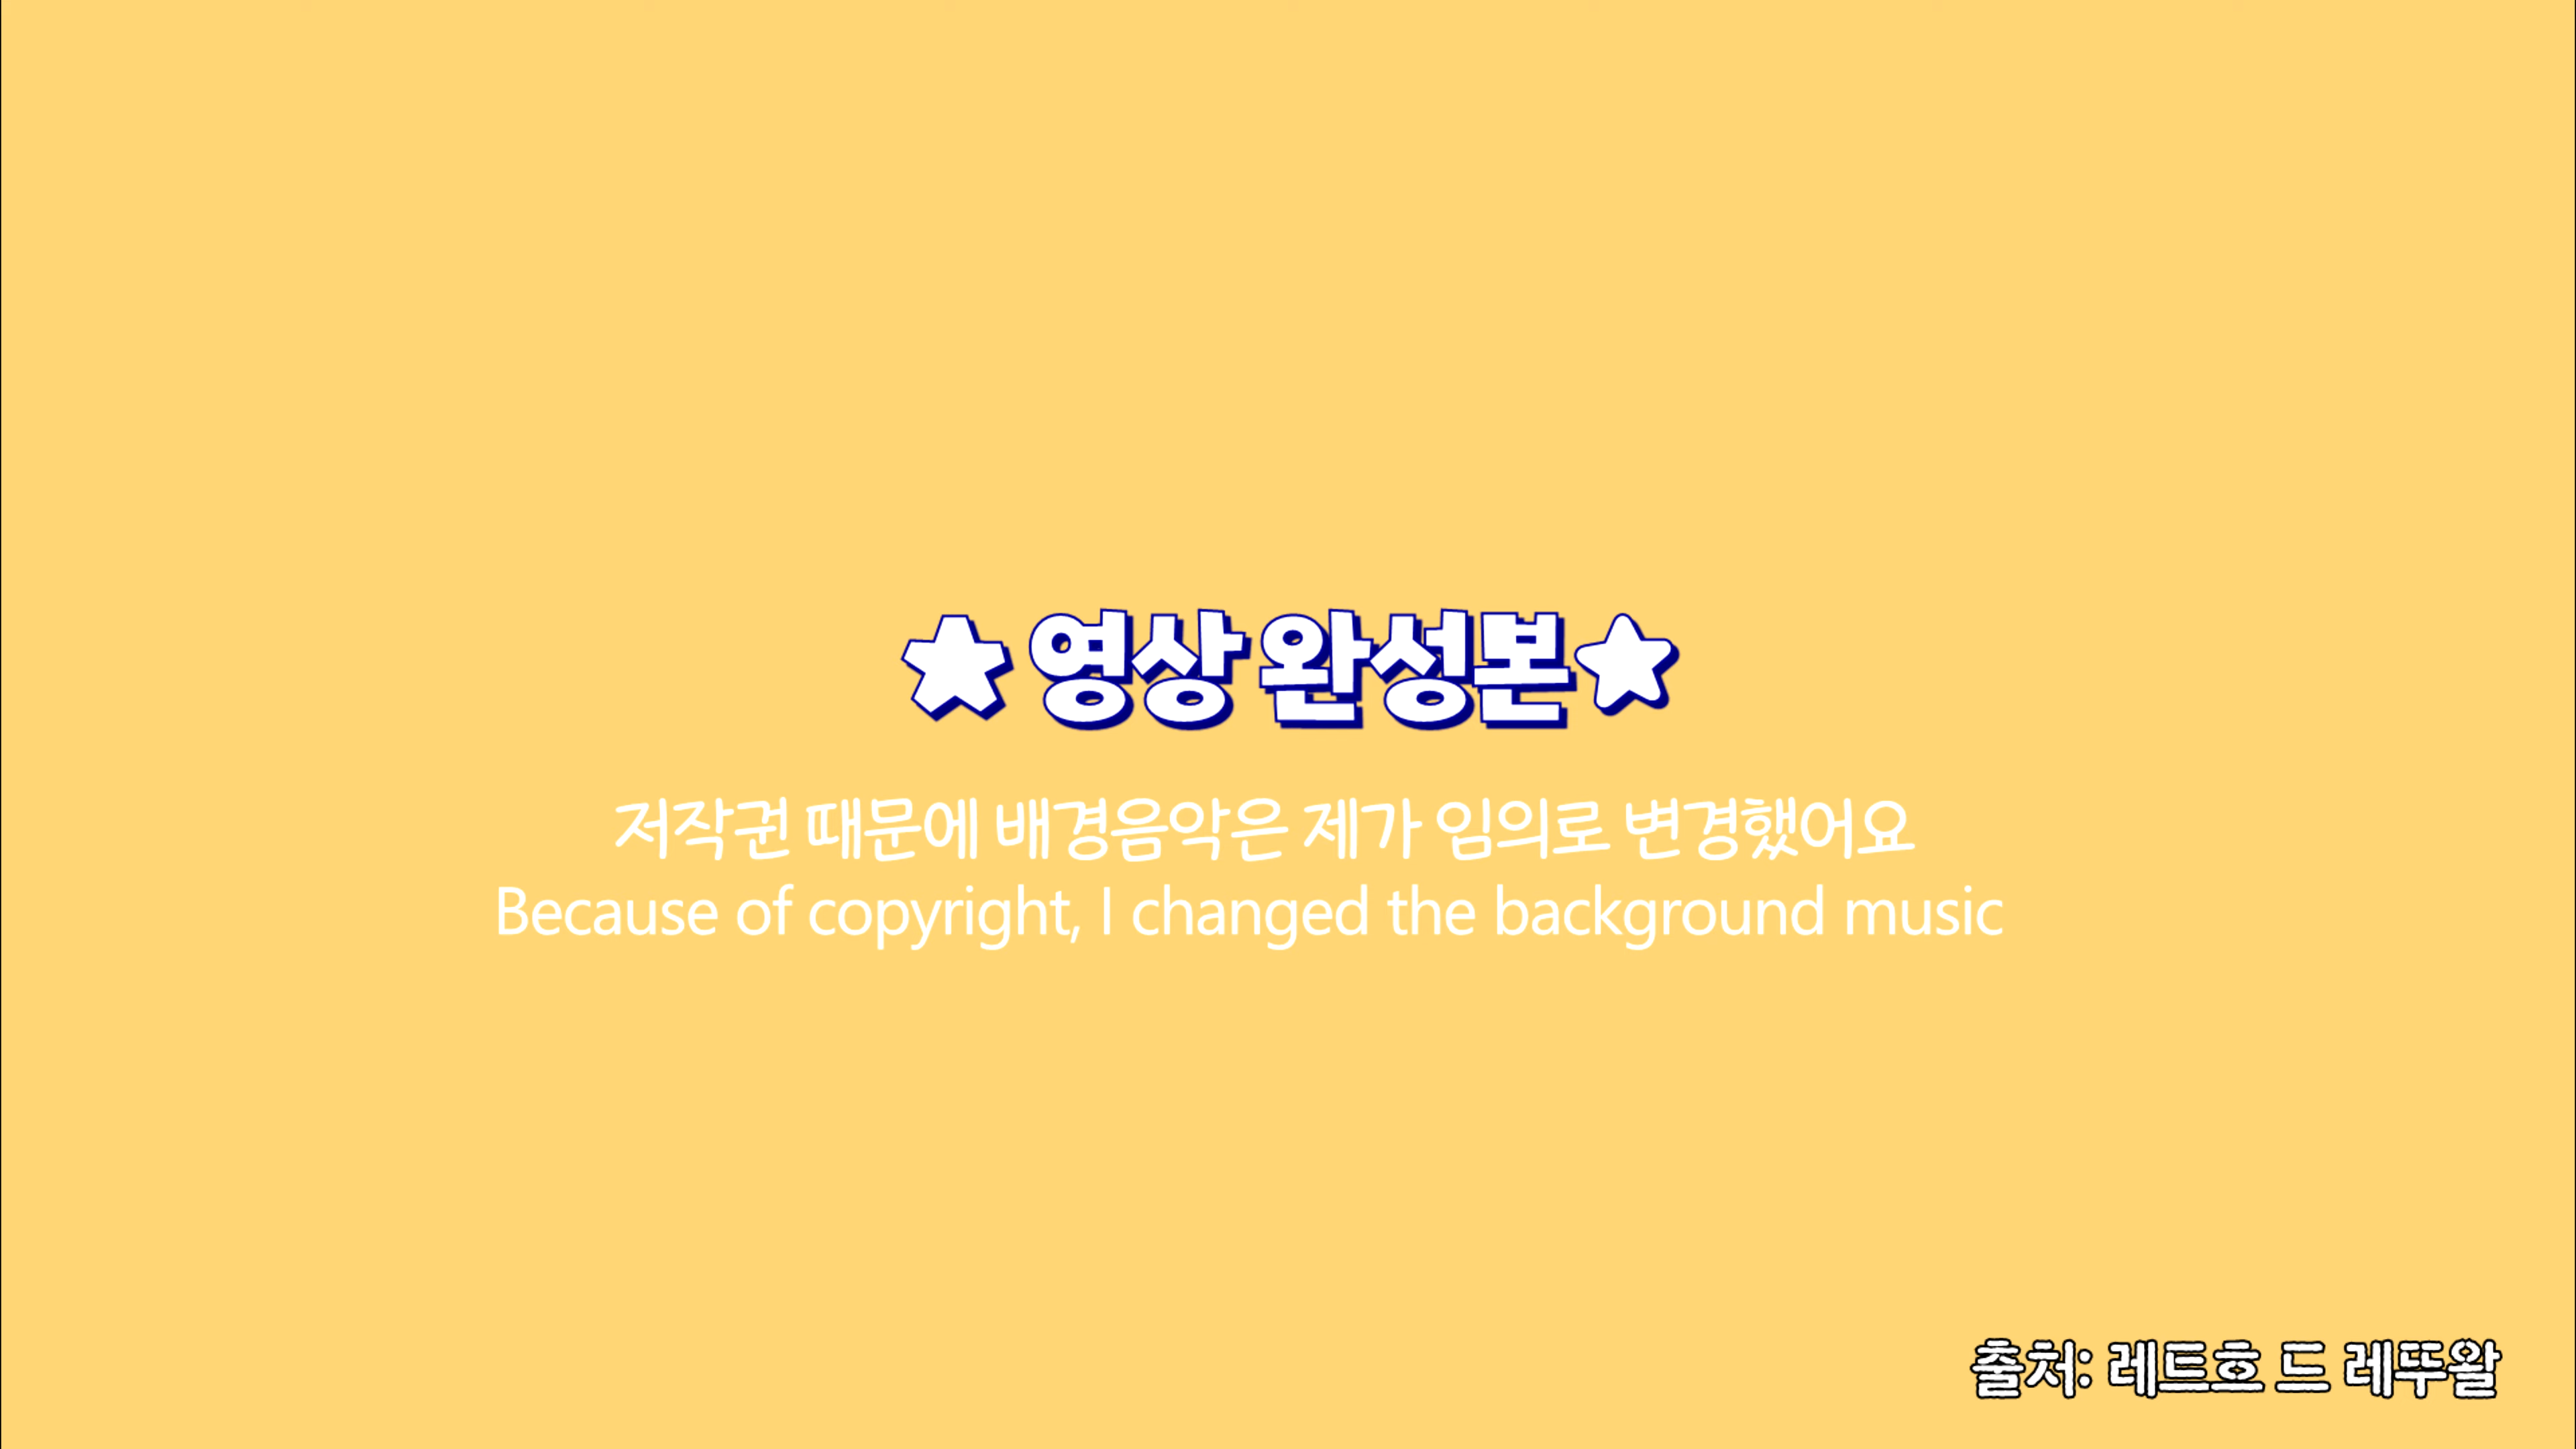 ★ 영상 완성본 ★
저작권 때문에 배경음악은 제가 임의로 변경했어요
Because of copyright, I changed the background music
출처: 레트흐 드 레뚜왈